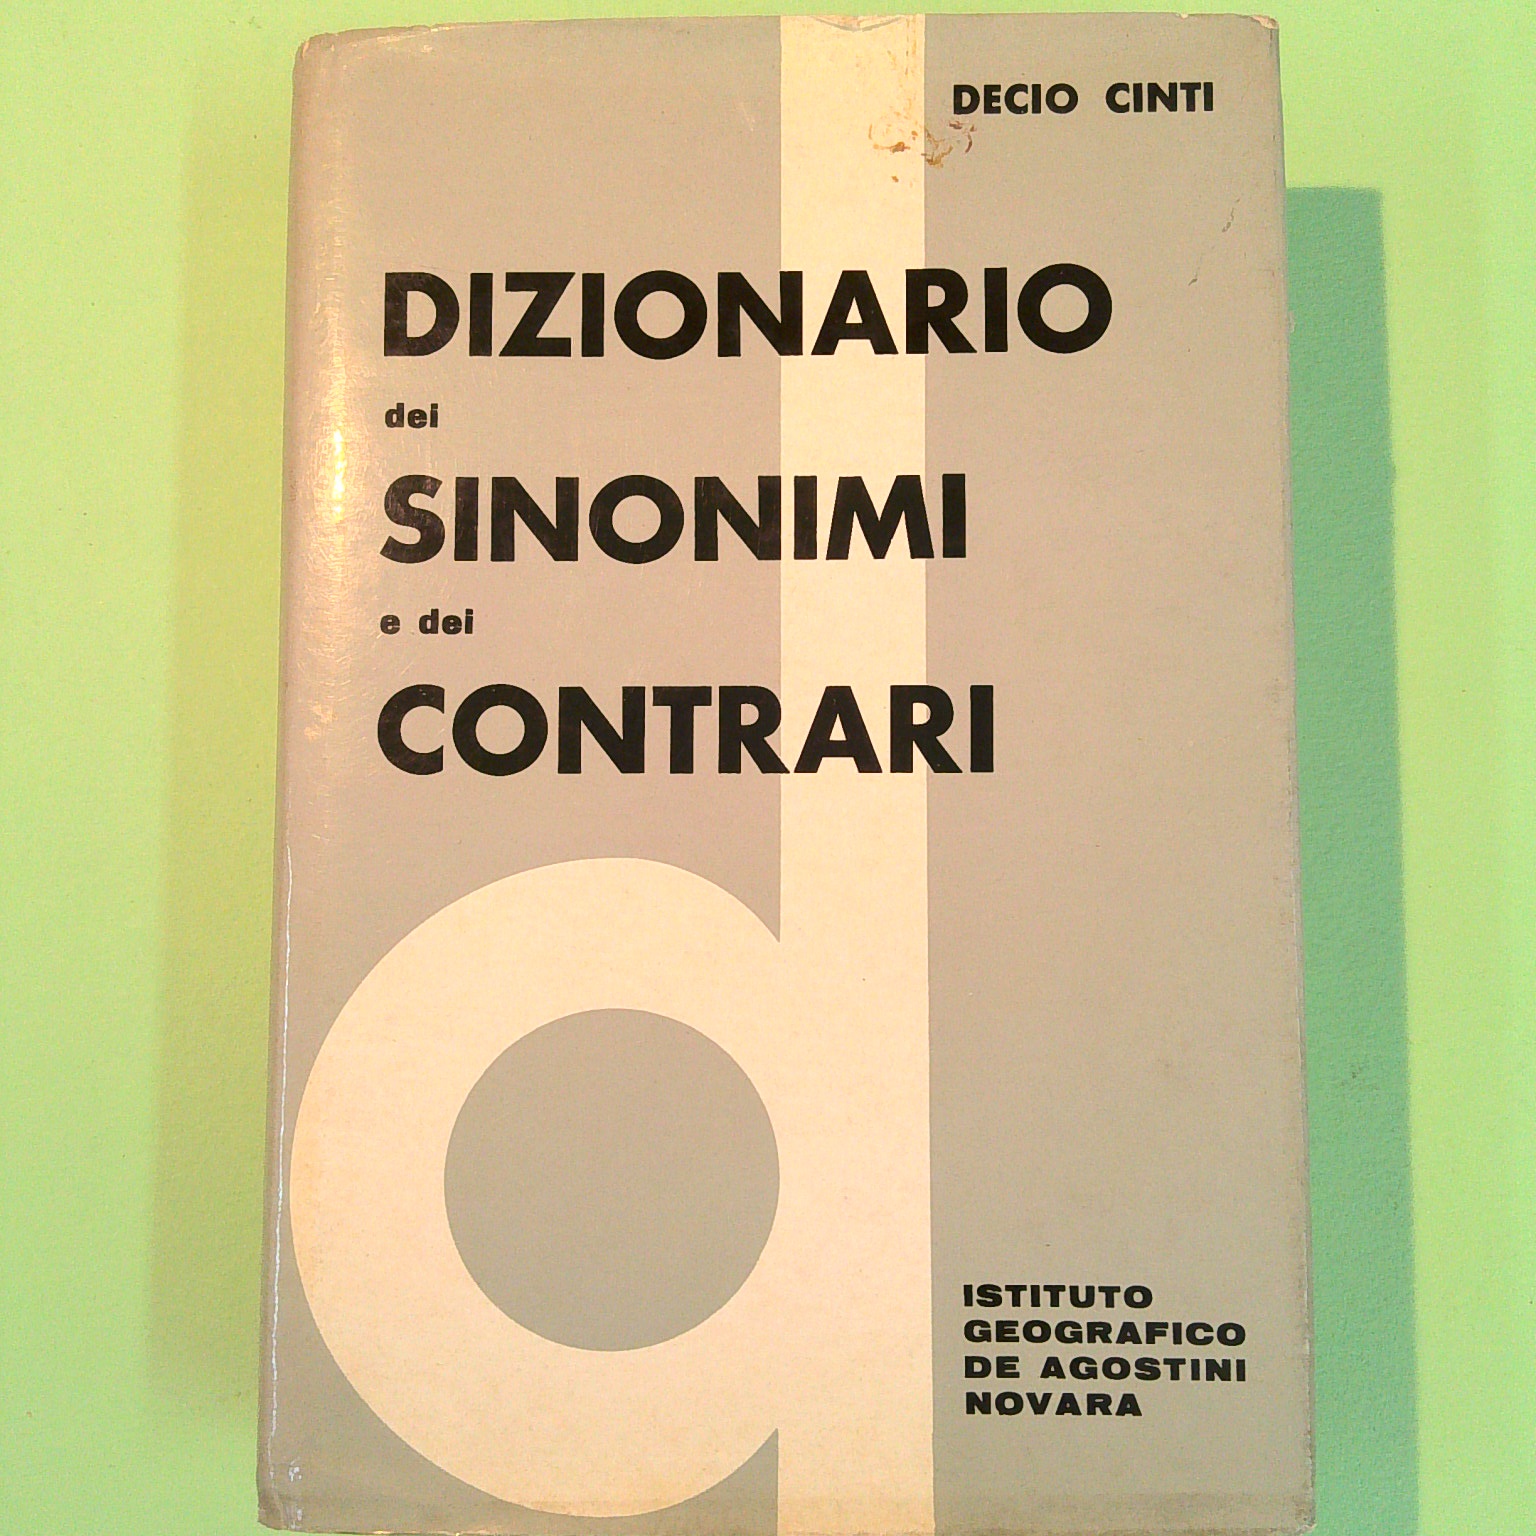 DECIO CINTI
DIZIONARIO
dei
SINONIMI
e dei
CONTRARI
d
ISTITUTO
GEOGRAFICO
DE AGOSTINI
NOVARA